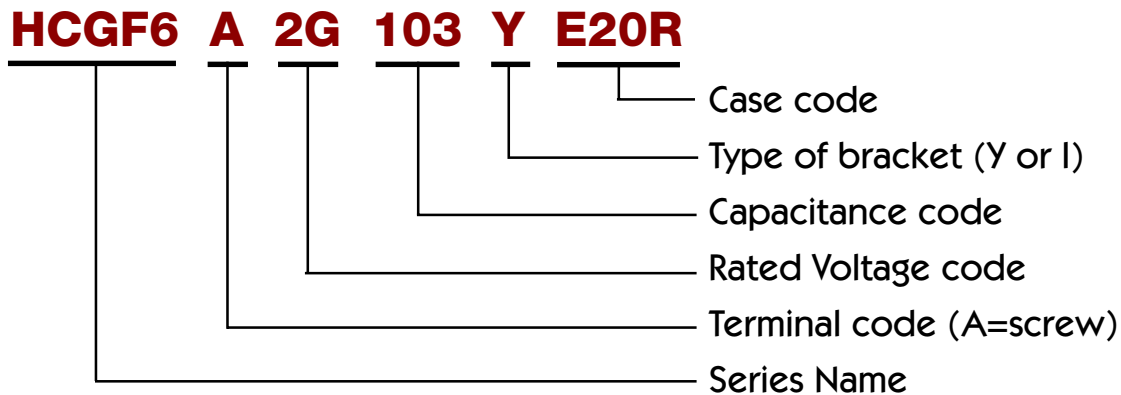 HCGF6 A 2G 103 Y E20R
Case code
Type of bracket (Y or I)
Capacitance code
Rated Voltage code
Terminal code (A=screw)
Series Name